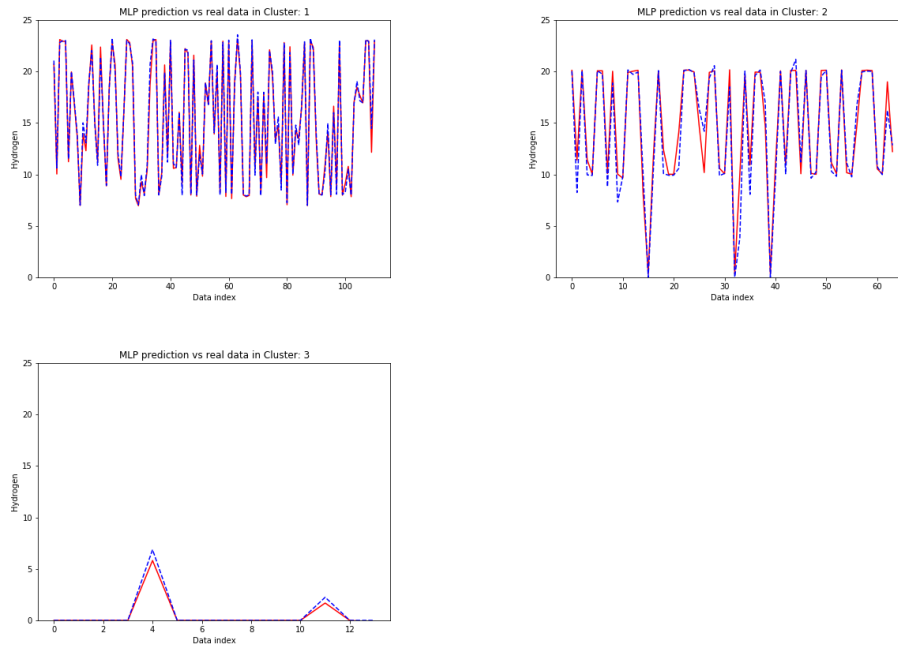 MLP prediction vs real data in Cluster: 1
25
20
15
10
5
0
Hydrogen
0 20 40 60 80 100
Data index
MLP prediction vs real data in Cluster: 2
25
20
15
10
5
0
Hydrogen
0 10 20 30 40 50 60
Data index
MLP prediction vs real data in Cluster: 3
25
20
15
10
5
0
Hydrogen
0 2 4 6 8 10 12
Data index